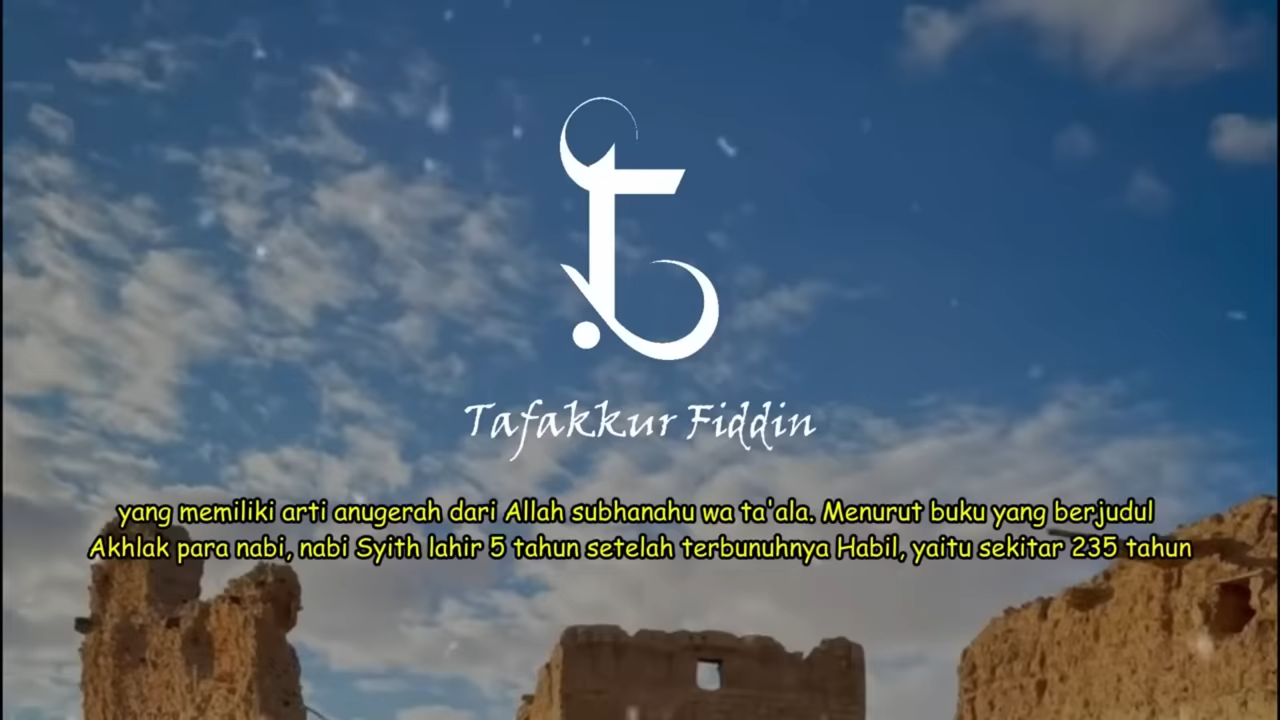 Tafakkur Fiddin
yang memiliki arti anugerah dari Allah subhanahu wa ta'ala. Menurut buku yang berjudul
Akhlak para nabi, nabi Syith lahir 5 tahun setelah terbunuhnya Habil, yaitu sekitar 235 tahun